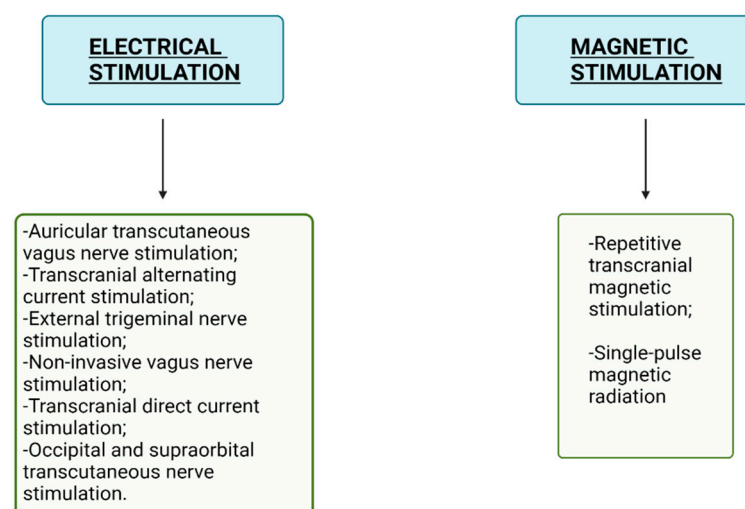 ELECTRICAL
STIMULATION
MAGNETIC
STIMULATION
-Auricular transcutaneous
vagus nerve stimulation;
-Transcranial alternating
current stimulation;
-External trigeminal nerve
stimulation;
-Non-invasive vagus nerve
stimulation;
-Transcranial direct current
stimulation;
-Occipital and supraorbital
transcutaneous nerve
stimulation.
-Repetitive
transcranial
magnetic
stimulation;
-Single-pulse
magnetic
radiation